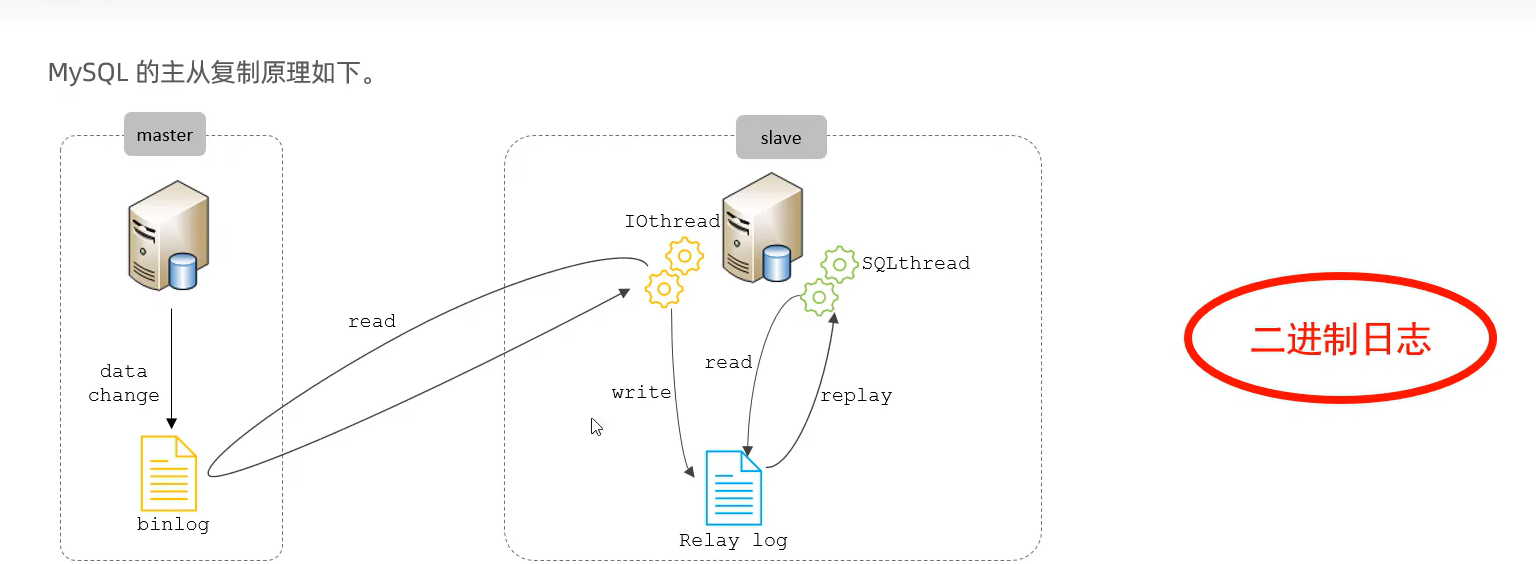 MySQL 的主从复制原理如下。
master
slave
IOthread
SQLthread
read
data
change
read
write
replay
binlog
Relay log
二进制日志